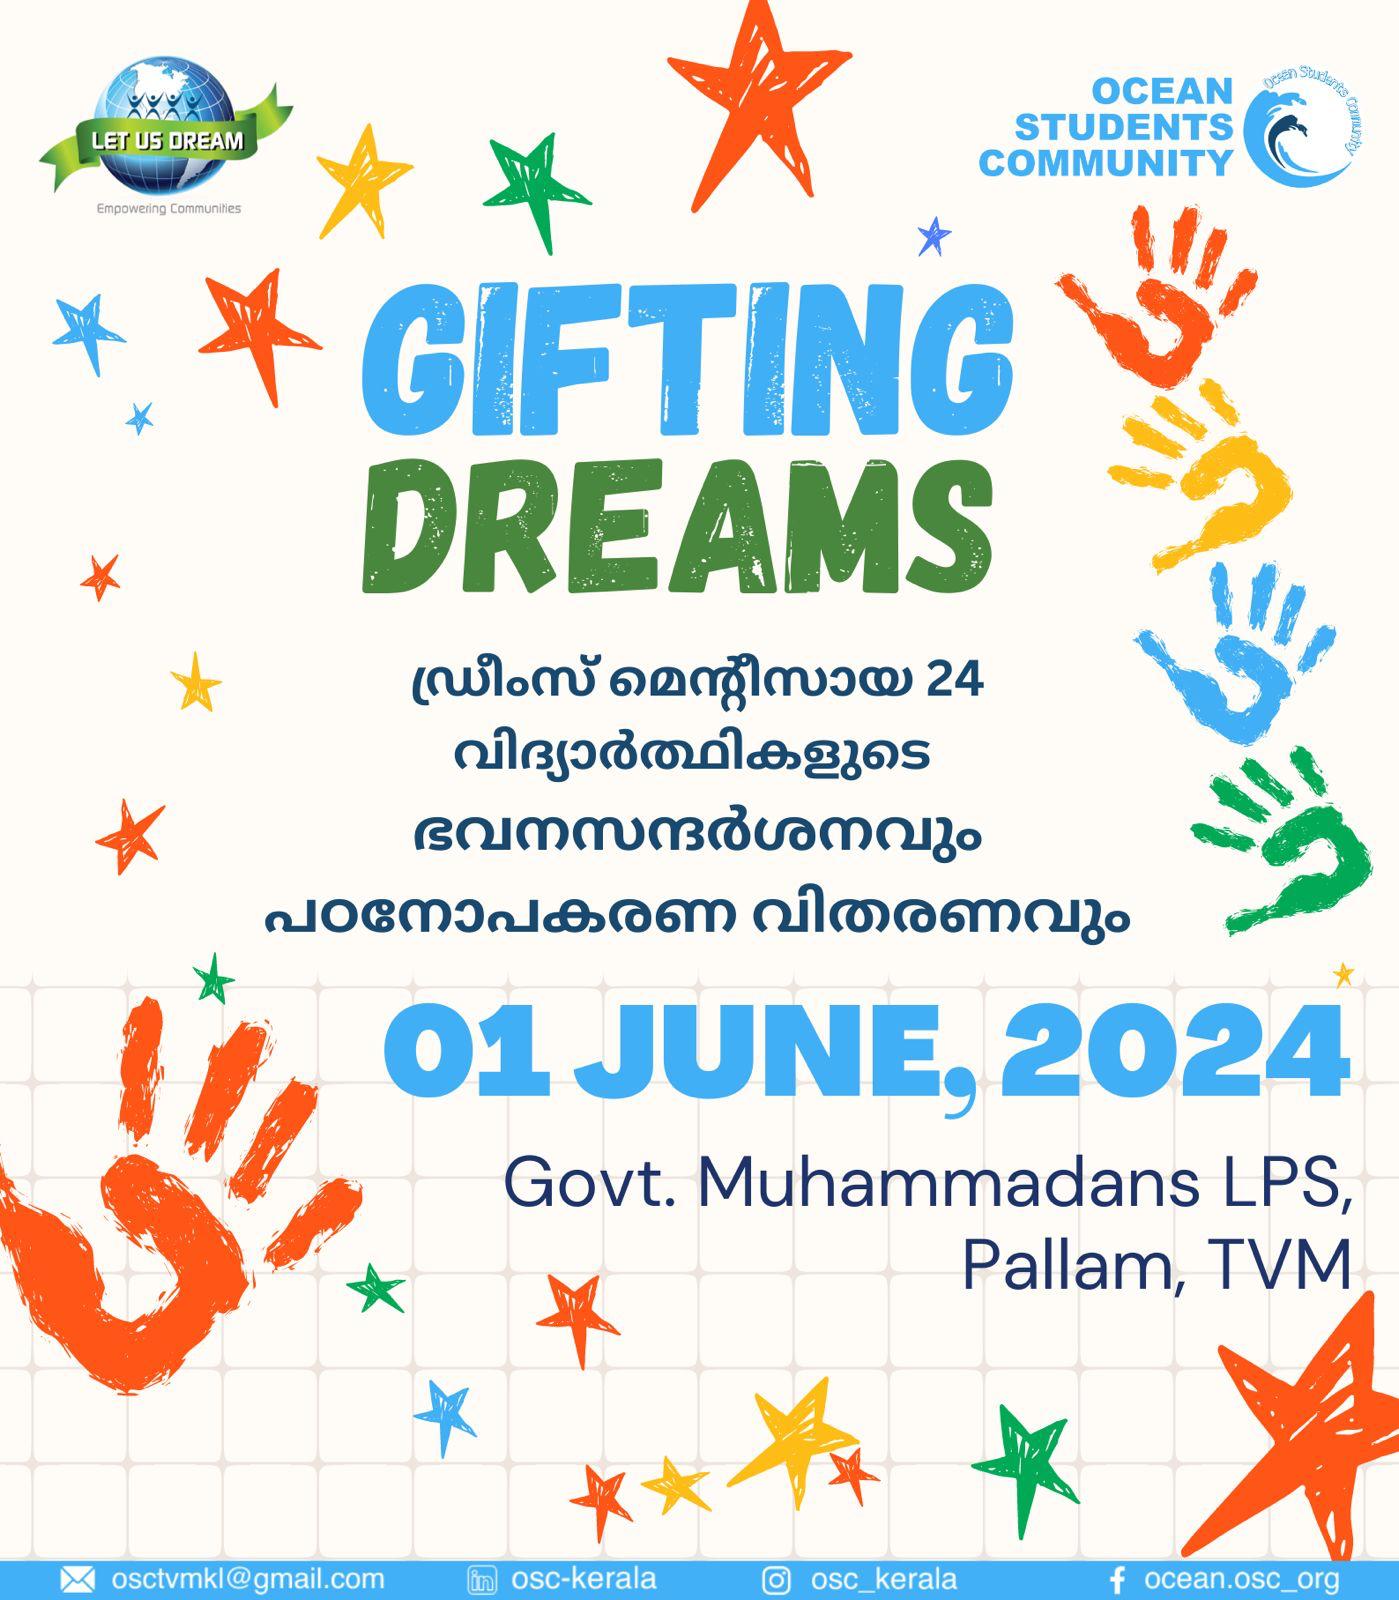 LET US DREAM
Empowering Communities
OCEAN
STUDENTS
COMMUNITY
Ocean Students Community
GIFTING
DREAMS
ഡ്രീംസ് മെന്റീസായ 24
വിദ്യാർത്ഥികളുടെ
ഭവനസന്ദർശനവും
പഠനോപകരണ വിതരണവും
01 JUNE, 2024
Govt. Muhammadans LPS,
Pallam, TVM
osctvmkl@gmail.com
osc-kerala
osc_kerala
ocean.osc_org